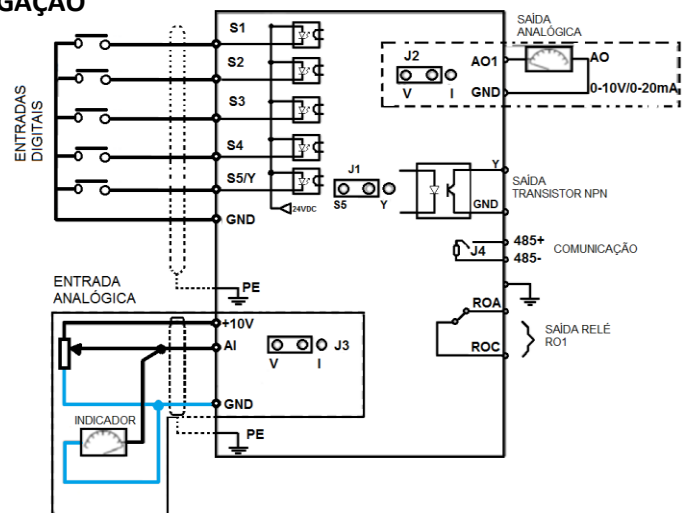 GAÇÃO
S1
S2
S3
S4
S5/Y
GND
24VDC
PE
ENTRADAS
DIGITAIS
J1
S5 Y
J2
V I
AO1
GND
SAÍDA
ANALÓGICA
AO
0-10V/0-20mA
Y
GND
SAÍDA
TRANSISTOR NPN
J4
485+
485-
COMUNICAÇÃO
ROA
ROC
SAÍDA RELÉ
RO1
ENTRADA
ANALÓGICA
+10V
AI
J3
V I
GND
INDICADOR
PE